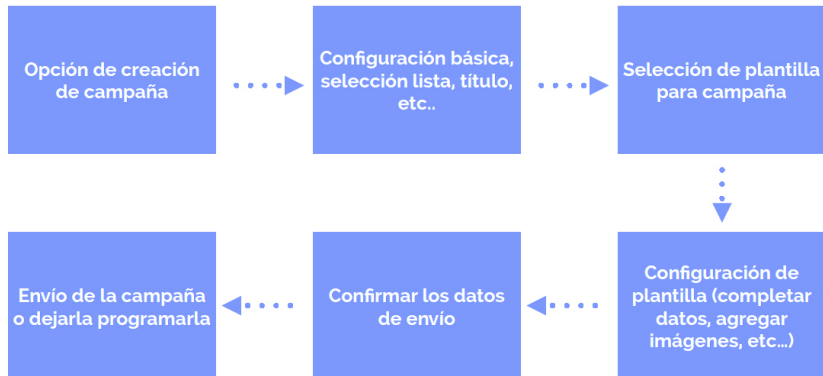 Opción de creación
de campaña
Configuración básica,
selección lista, título,
etc..
Selección de plantilla
para campaña
Configuración de
plantilla (completar
datos, agregar
imágenes, etc...)
Confirmar los datos
de envío
Envío de la campaña
o dejarla programarla